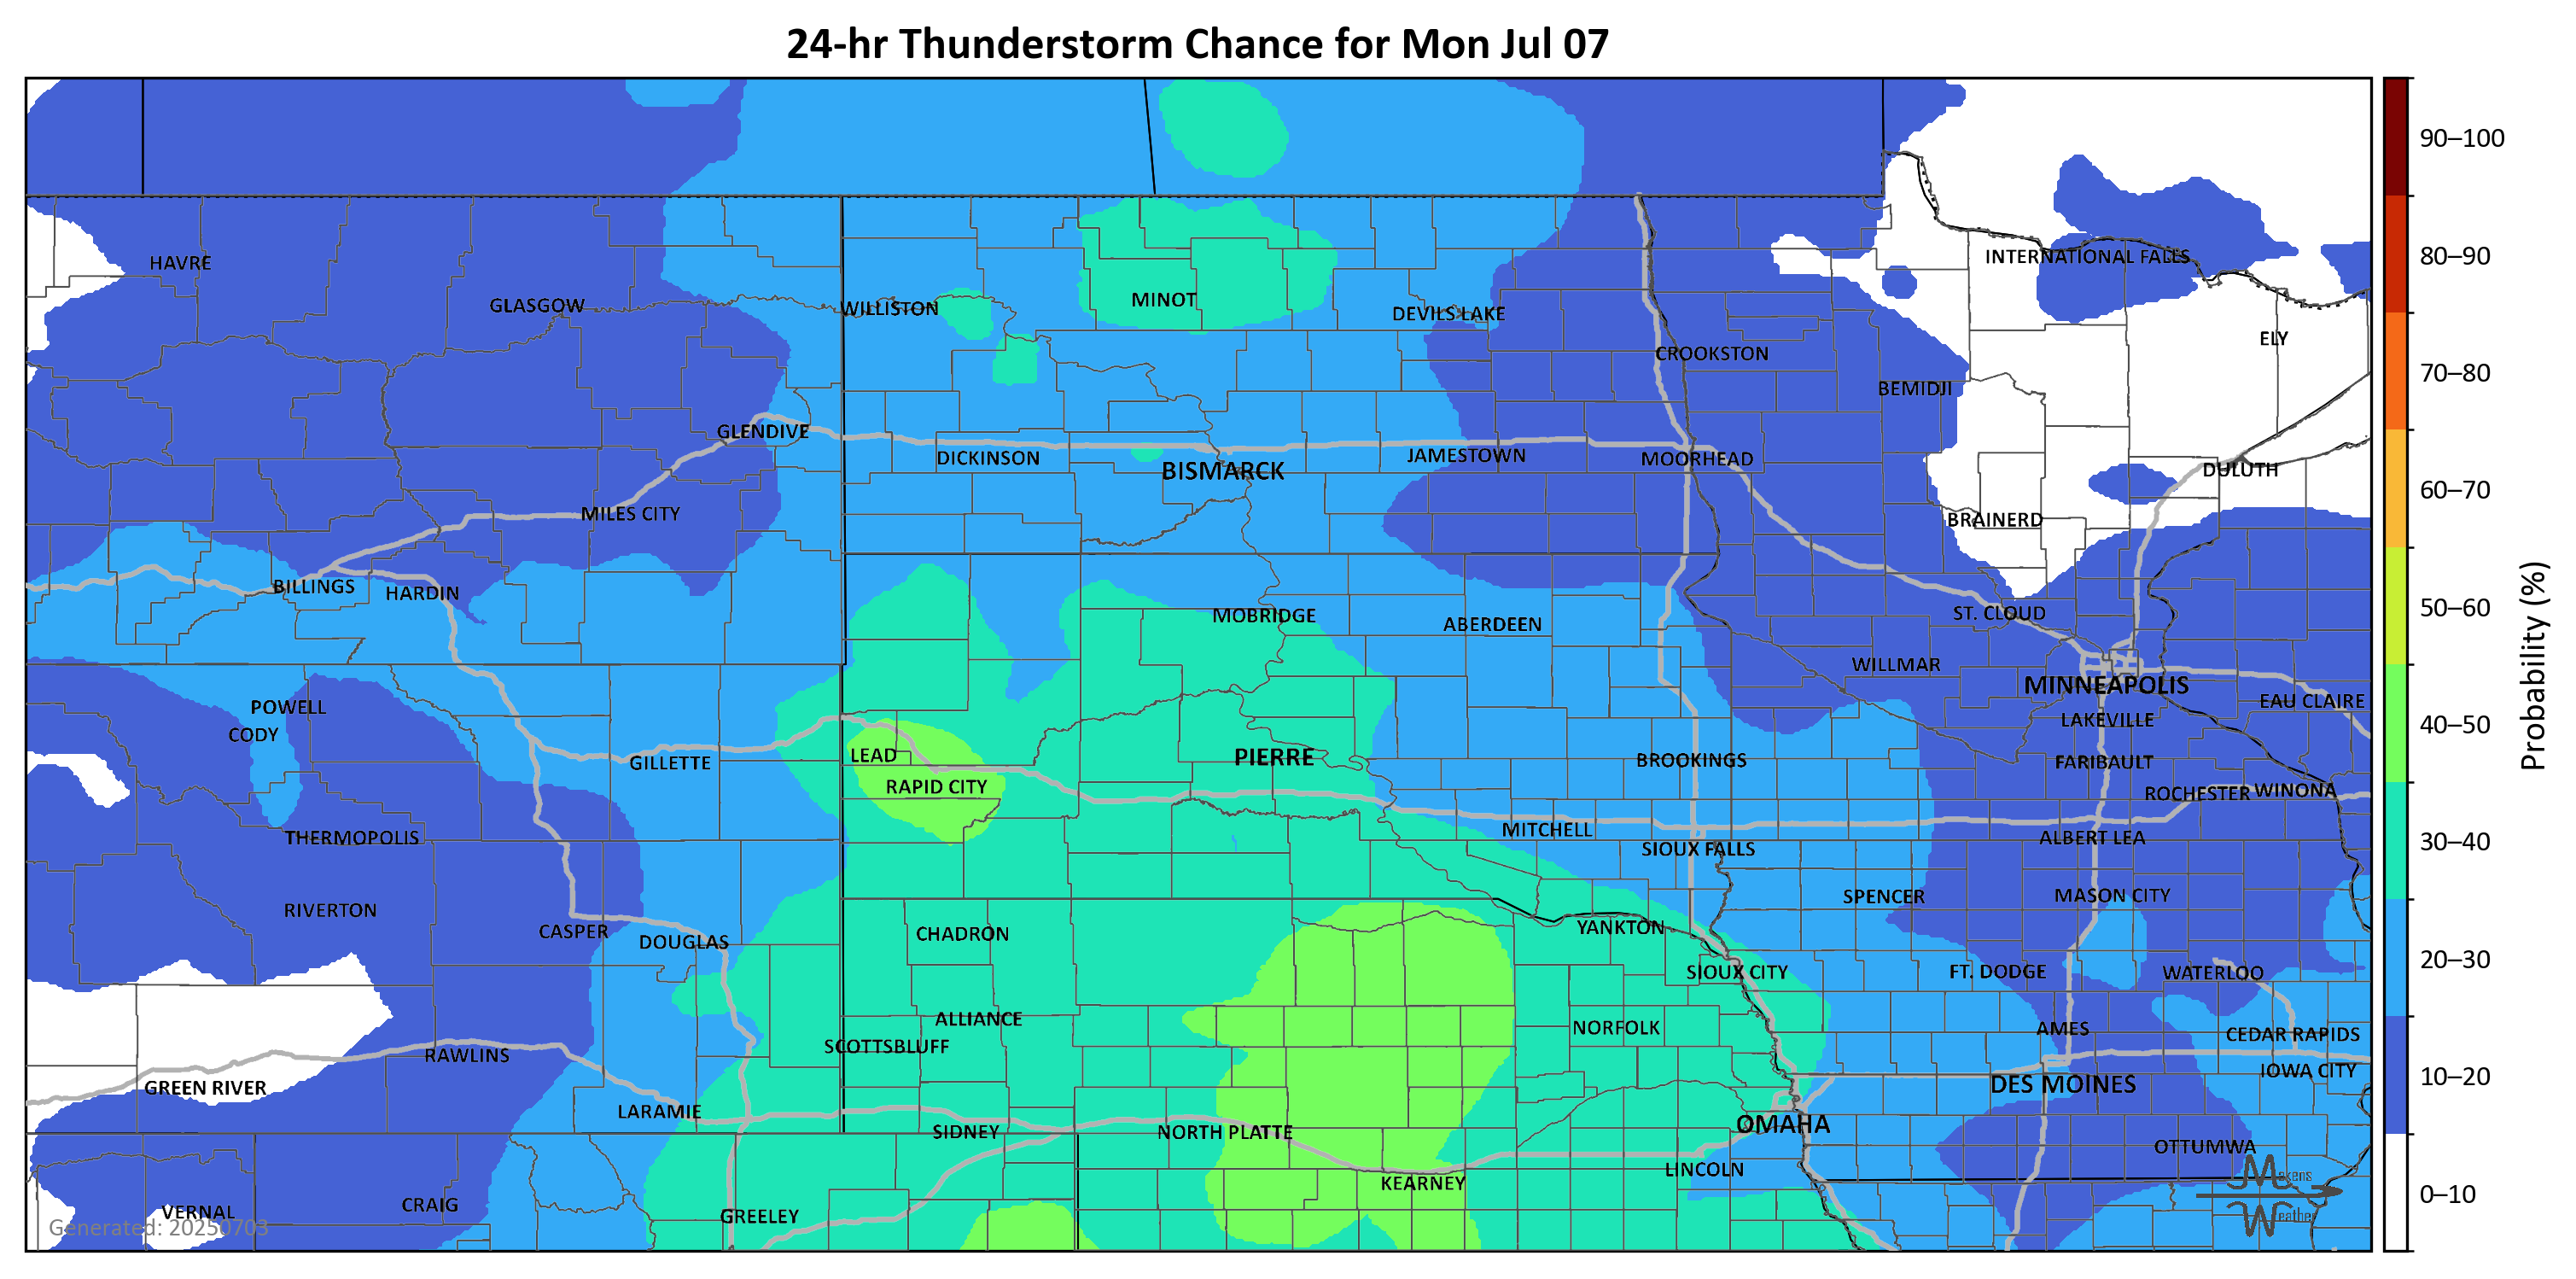 24-hr Thunderstorm Chance for Mon Jul 07
90–100
INTERNATIONAL FALLS
80–90
HAVRE
MINOT
GLASGOW
WILLISTON
DEVILS LAKE
ELY
CROOKSTON
70–80
BEMIDJI
GLENDIVE
DICKINSON
JAMESTOWN
MOORHEAD
BISMARCK
DULUTH
60–70
MILES CITY
BRAINERD
BILLINGS
HARDIN
50–60
MOBRIDGE
ST. CLOUD
ABERDEEN
WILLMAR
Probability (%)
MINNEAPOLIS
EAU CLAIRE
POWELL
LAKEVILLE
40–50
CODY
LEAD
PIERRE
BROOKINGS
GILLETTE
FARIBAULT
RAPID CITY
ROCHESTER
WINONA
MITCHELL
THERMOPOLIS
ALBERT LEA
30–40
SIOUX FALLS
SPENCER
MASON CITY
RIVERTON
YANKTON
CASPER
CHADRON
DOUGLAS
20–30
SIOUX CITY
FT. DODGE
WATERLOO
ALLIANCE
NORFOLK
AMES
CEDAR RAPIDS
SCOTTSBLUFF
RAWLINS
IOWA CITY
10–20
GREEN RIVER
DES MOINES
LARAMIE
OMAHA
SIDNEY
NORTH PLATTE
OTTUMWA
LINCOLN
Makens
KEARNEY
0–10
CRAIG
VERNAL
GREELEY
Weather
Generated: 20250703